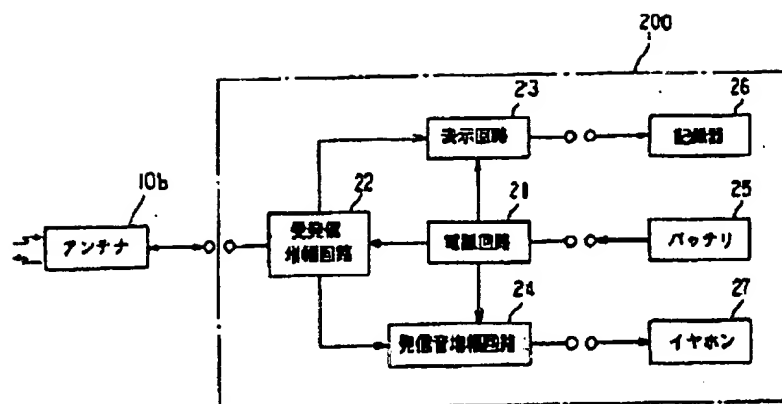 200
23
表示回路
26
記録器
10b
アンテナ
22
受発信
増幅回路
21
電源回路
25
バッテリ
24
発信音増幅回路
27
イヤホン